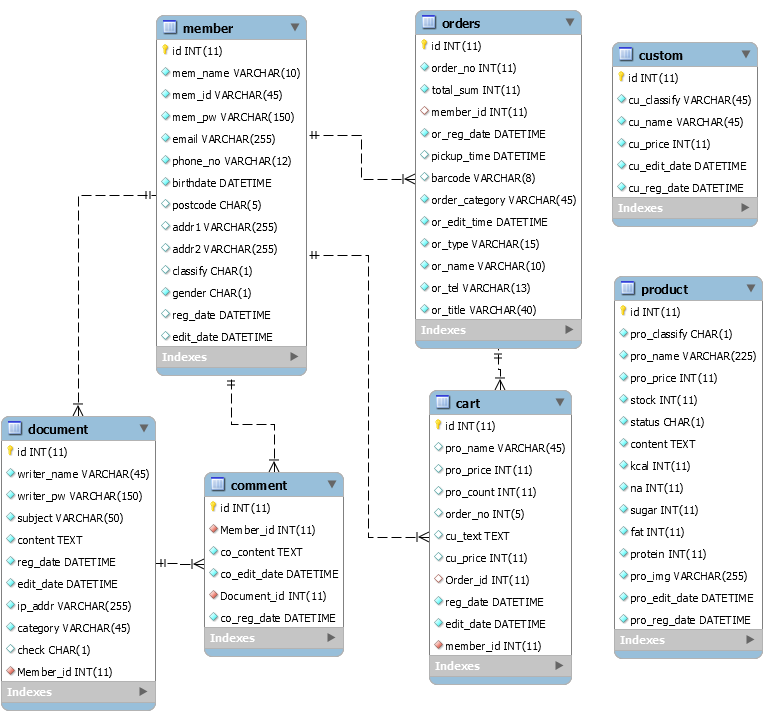 member
id INT(11)
mem_name VARCHAR(10)
mem_id VARCHAR(45)
mem_pw VARCHAR(150)
email VARCHAR(255)
phone_no VARCHAR(12)
birthdate DATETIME
postcode CHAR(5)
addr1 VARCHAR(255)
addr2 VARCHAR(255)
classify CHAR(1)
gender CHAR(1)
reg_date DATETIME
edit_date DATETIME
Indexes
orders
id INT(11)
order_no INT(11)
total_sum INT(11)
member_id INT(11)
or_reg_date DATETIME
pickup_time DATETIME
barcode VARCHAR(8)
order_category VARCHAR(45)
or_edit_time DATETIME
or_type VARCHAR(15)
or_name VARCHAR(10)
or_tel VARCHAR(13)
or_title VARCHAR(40)
Indexes
custom
id INT(11)
cu_classify VARCHAR(45)
cu_name VARCHAR(45)
cu_price INT(11)
cu_edit_date DATETIME
cu_reg_date DATETIME
Indexes
product
id INT(11)
pro_classify CHAR(1)
pro_name VARCHAR(225)
pro_price INT(11)
stock INT(11)
status CHAR(1)
content TEXT
kcal INT(11)
na INT(11)
sugar INT(11)
fat INT(11)
protein INT(11)
pro_img VARCHAR(255)
pro_edit_date DATETIME
pro_reg_date DATETIME
Indexes
document
id INT(11)
writer_name VARCHAR(45)
writer_pw VARCHAR(150)
subject VARCHAR(50)
content TEXT
reg_date DATETIME
edit_date DATETIME
ip_addr VARCHAR(255)
category VARCHAR(45)
check CHAR(1)
Member_id INT(11)
Indexes
comment
id INT(11)
Member_id INT(11)
co_content TEXT
co_edit_date DATETIME
Document_id INT(11)
co_reg_date DATETIME
Indexes
cart
id INT(11)
pro_name VARCHAR(45)
pro_price INT(11)
pro_count INT(11)
order_no INT(5)
cu_text TEXT
cu_price INT(11)
Order_id INT(11)
reg_date DATETIME
edit_date DATETIME
member_id INT(11)
Indexes